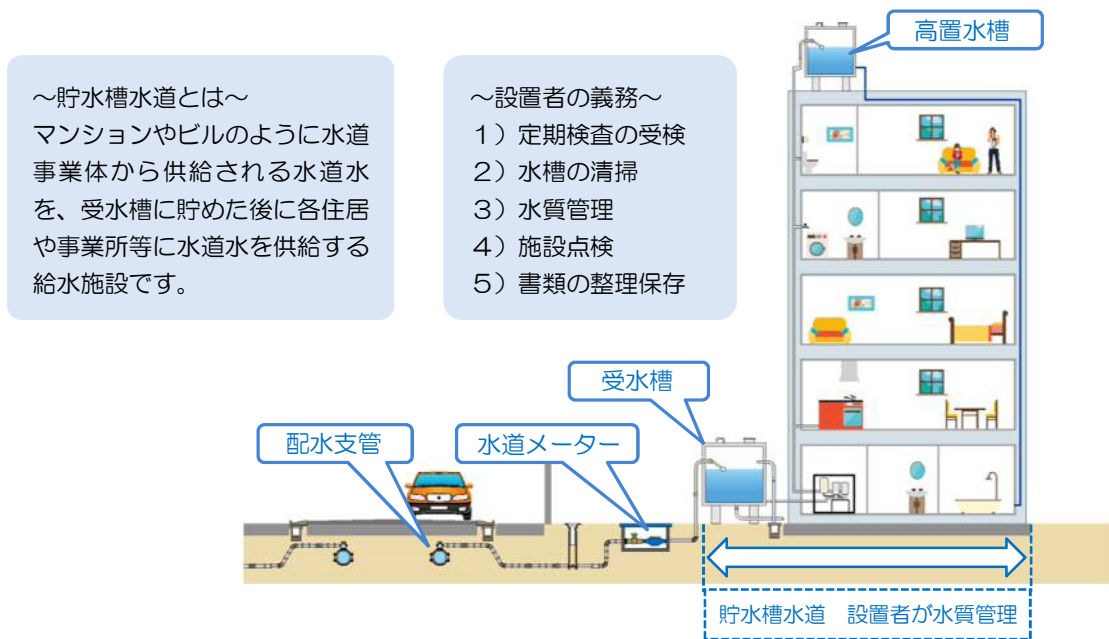 ～貯水槽水道とは～
マンションやビルのように水道
事業体から供給される水道水
を、受水槽に貯めた後に各住居
や事業所等に水道水を供給する
給水施設です。
～設置者の義務～
１）定期検査の受検
２）水槽の清掃
３）水質管理
４）施設点検
５）書類の整理保存
高置水槽
受水槽
配水支管
水道メーター
貯水槽水道　設置者が水質管理